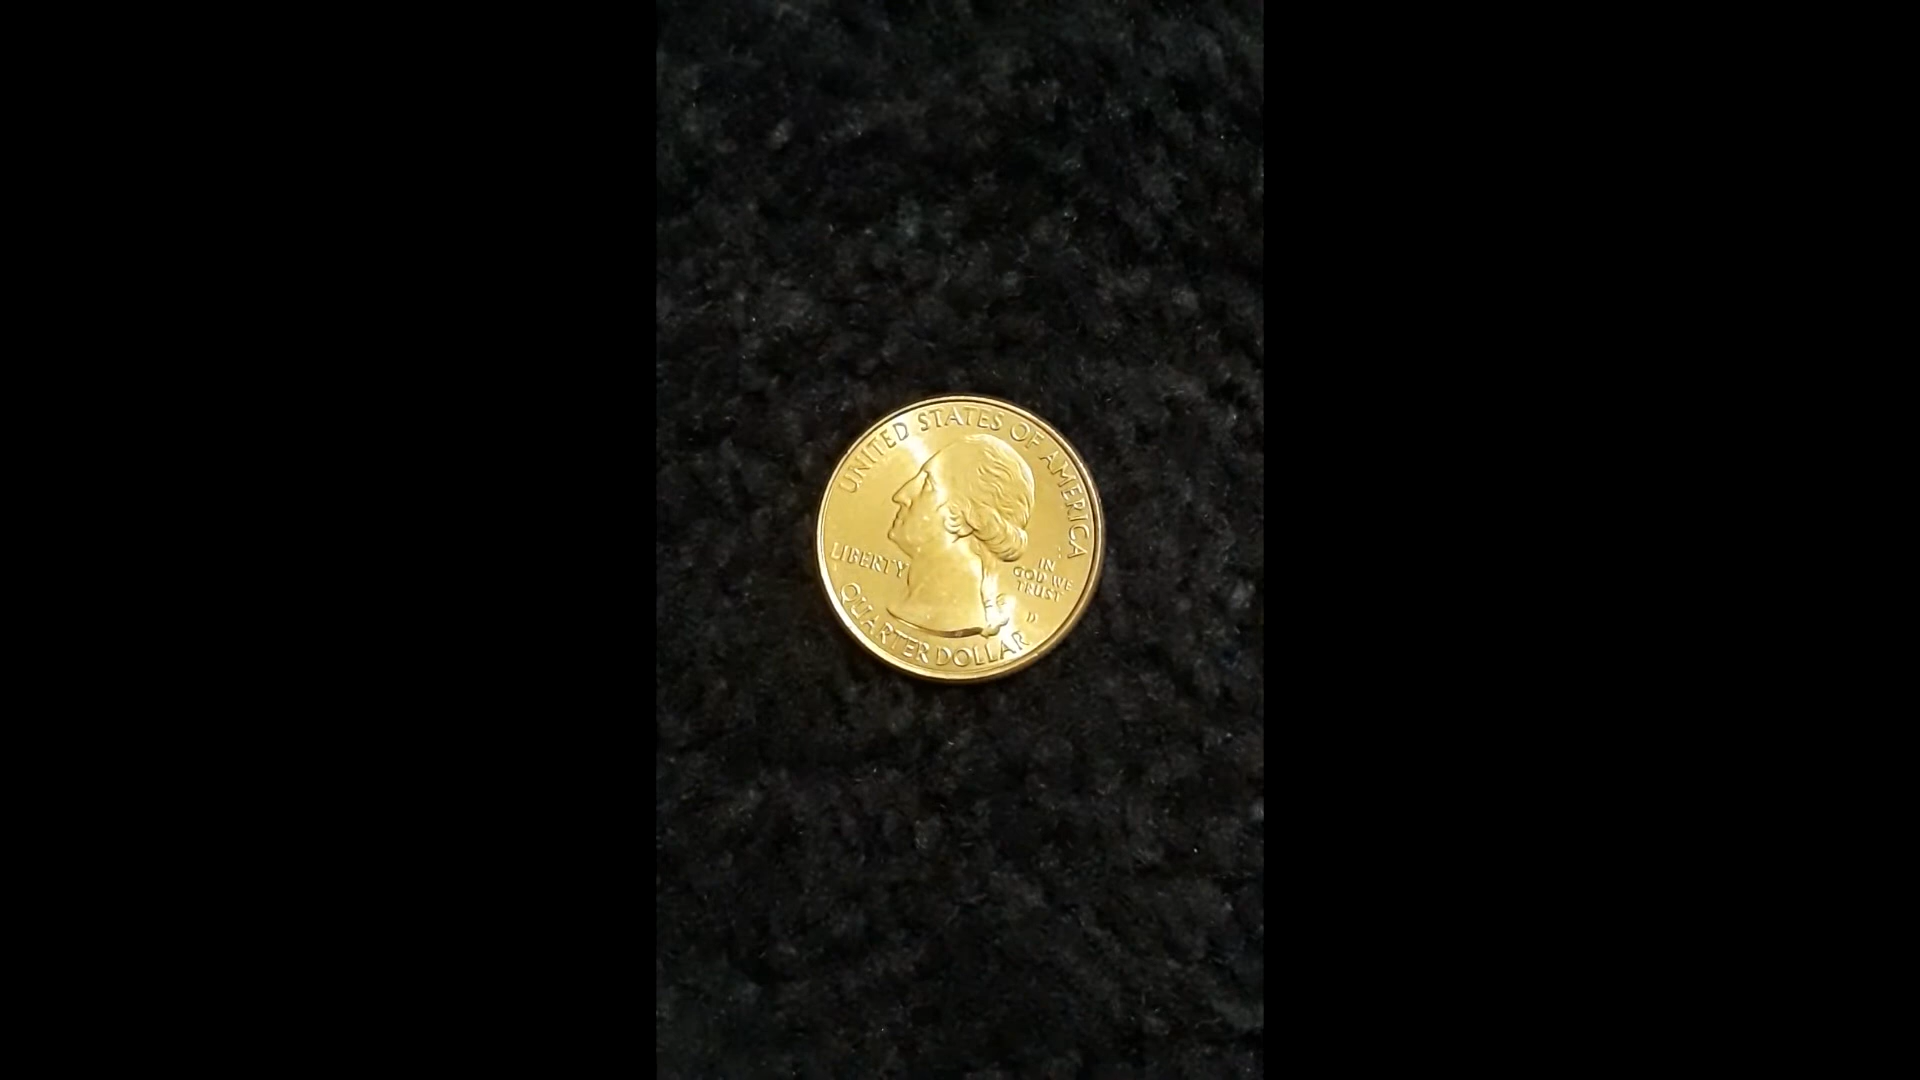 UNITED STATES OF AMERICA
LIBERTY
IN
GOD WE
TRUST
D
QUARTER DOLLAR